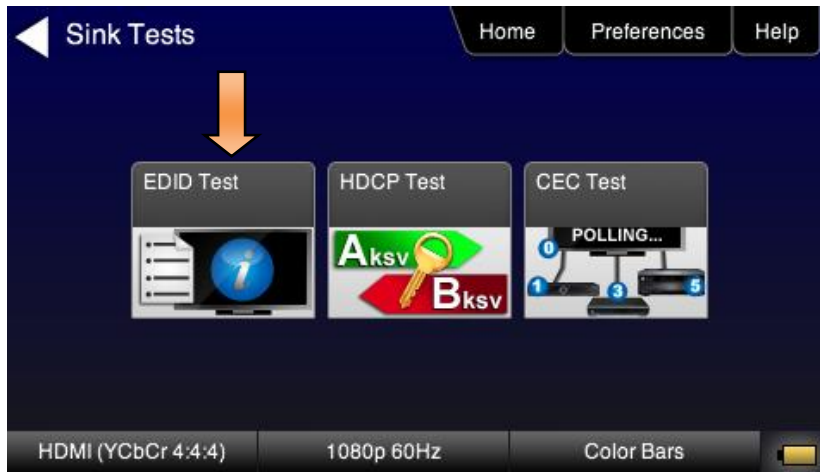 Sink Tests
Home
Preferences
Help
EDID Test
HDCP Test
CEC Test
i
Aksv
Bksv
POLLING...
0
1
3
5
HDMI (YCbCr 4:4:4)
1080p 60Hz
Color Bars